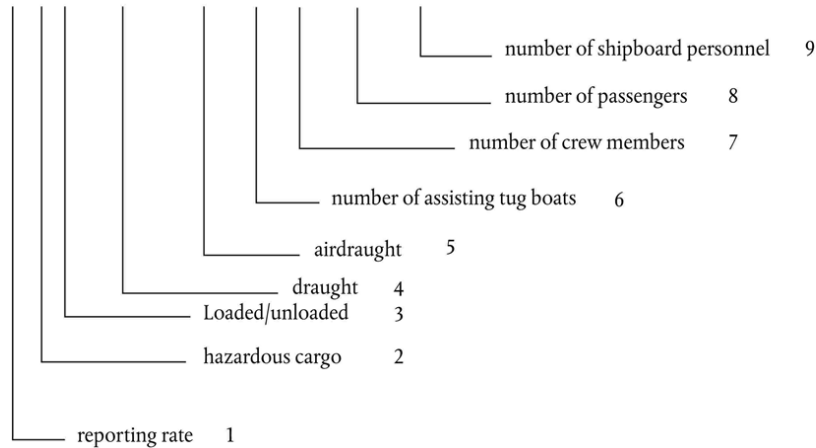 number of shipboard personnel 9
number of passengers 8
number of crew members 7
number of assisting tug boats 6
airdraught 5
draught 4
Loaded/unloaded 3
hazardous cargo 2
reporting rate 1